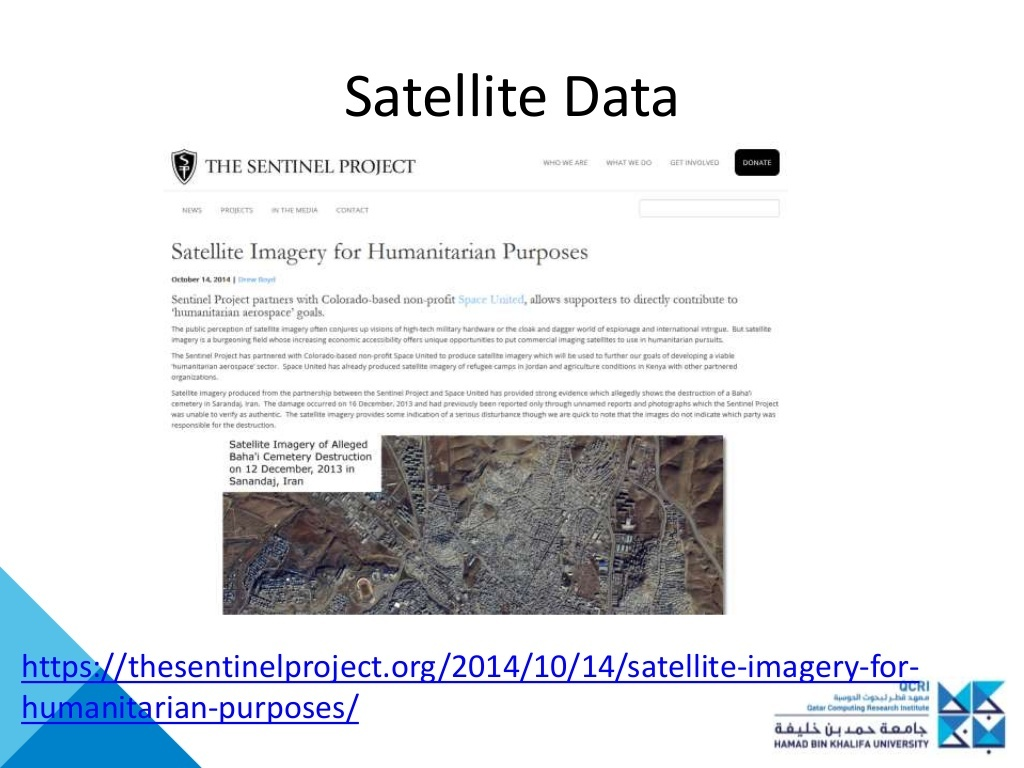 Satellite Data
THE SENTINEL PROJECT
WHO WE ARE
WHAT WE DO
GET INVOLVED
DONATE
NEWS
PROJECTS
IN THE MEDIA
CONTACT
Satellite Imagery for Humanitarian Purposes
October 14, 2014 | Drew Boyd
Sentinel Project partners with Colorado-based non-profit Space United, allows supporters to directly contribute to
‘humanitarian aerospace’ goals.
The public perception of satellite imagery often conjures up visions of high-tech military hardware or the cloak and dagger world of espionage and international intrigue. But satellite
imagery is a burgeoning field whose increasing economic accessibility offers unique opportunities to put commercial imaging satellites to use in humanitarian pursuits.
The Sentinel Project has partnered with Colorado-based non-profit Space United to produce satellite imagery which will be used to further our goals of developing a viable
‘humanitarian aerospace’ sector. Space United has already produced satellite imagery of refugee camps in Jordan and agriculture conditions in Kenya with other partnered
organizations.
Satellite imagery produced from the partnership between the Sentinel Project and Space United has provided strong evidence which allegedly shows the destruction of a Baha'i
cemetery in Sanandaj, Iran. The damage occurred on 16 December, 2013 and had previously been reported only through unnamed reports and photographs which the Sentinel Project
was unable to verify as authentic. The satellite imagery provides some indication of a serious disturbance though we are quick to note that the images do not indicate which party was
responsible for the destruction.
Satellite Imagery of Alleged
Baha'i Cemetery Destruction
on 12 December, 2013 in
Sanandaj, Iran
https://thesentinelproject.org/2014/10/14/satellite-imagery-for-
humanitarian-purposes/
QCRI
معهد قطر لبحوث الحوسبة
Qatar Computing Research Institute
جامعة حمد بن خليفة
HAMAD BIN KHALIFA UNIVERSITY